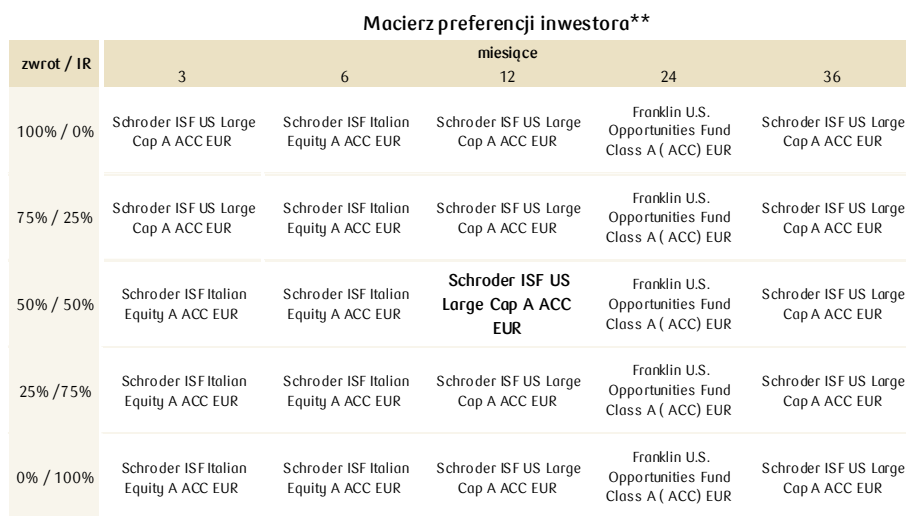 Macierz preferencji inwestora**
zwrot / IR
miesiące
3 6 12 24 36
100% / 0%
Schroder ISF US Large
Cap A ACC EUR
Schroder ISF Italian
Equity A ACC EUR
Schroder ISF US Large
Cap A ACC EUR
Franklin U.S.
Opportunities Fund
Class A ( ACC) EUR
Schroder ISF US Large
Cap A ACC EUR
75% / 25%
Schroder ISF US Large
Cap A ACC EUR
Schroder ISF Italian
Equity A ACC EUR
Schroder ISF US Large
Cap A ACC EUR
Franklin U.S.
Opportunities Fund
Class A ( ACC) EUR
Schroder ISF US Large
Cap A ACC EUR
50% / 50%
Schroder ISF Italian
Equity A ACC EUR
Schroder ISF Italian
Equity A ACC EUR
Schroder ISF US
Large Cap A ACC
EUR
Franklin U.S.
Opportunities Fund
Class A ( ACC) EUR
Schroder ISF US Large
Cap A ACC EUR
25% /75%
Schroder ISF Italian
Equity A ACC EUR
Schroder ISF Italian
Equity A ACC EUR
Schroder ISF US Large
Cap A ACC EUR
Franklin U.S.
Opportunities Fund
Class A ( ACC) EUR
Schroder ISF US Large
Cap A ACC EUR
0% / 100%
Schroder ISF Italian
Equity A ACC EUR
Schroder ISF Italian
Equity A ACC EUR
Schroder ISF US Large
Cap A ACC EUR
Franklin U.S.
Opportunities Fund
Class A ( ACC) EUR
Schroder ISF US Large
Cap A ACC EUR